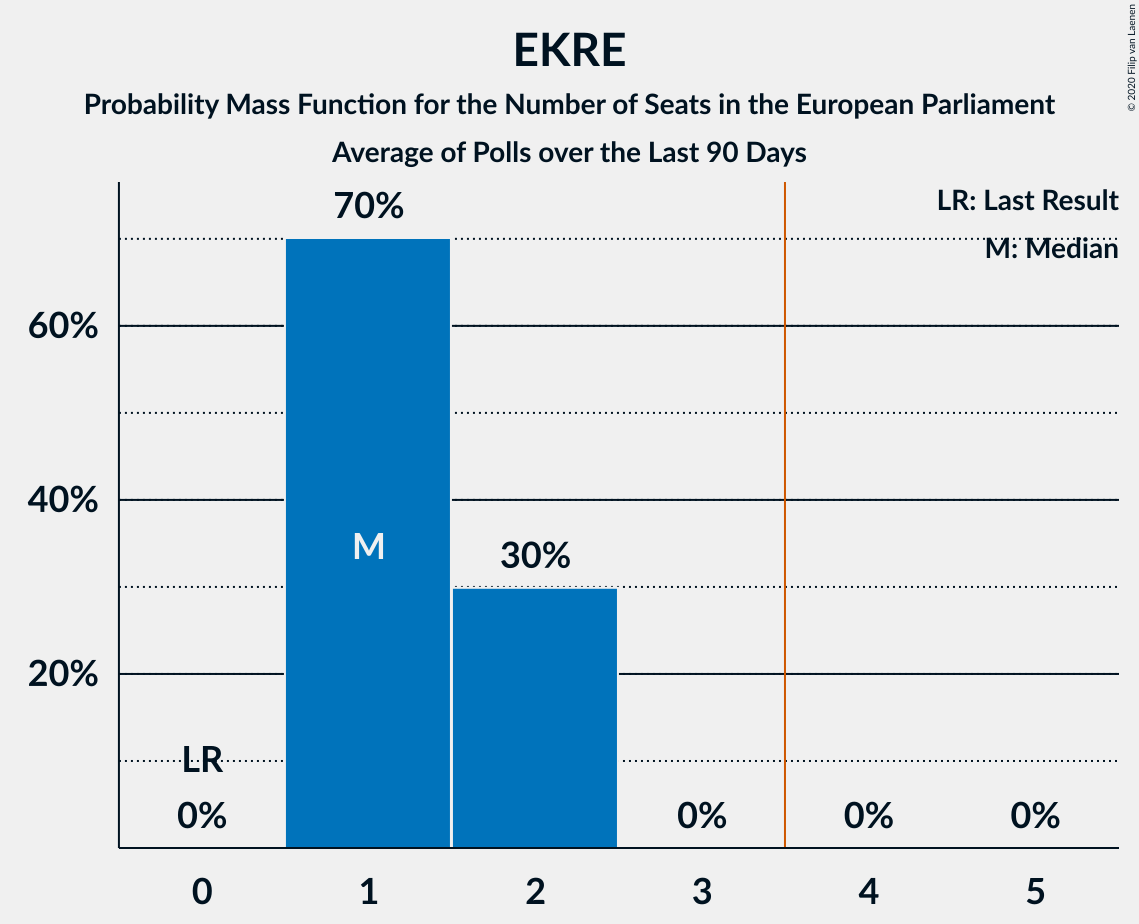 EKRE
Probability Mass Function for the Number of Seats in the European Parliament
Average of Polls over the Last 90 Days
© 2020 Filip van Laenen
LR: Last Result
M: Median
70%
60%
40%
M
30%
20%
LR
0%
0%
0%
0%
0
1
2
3
4
5